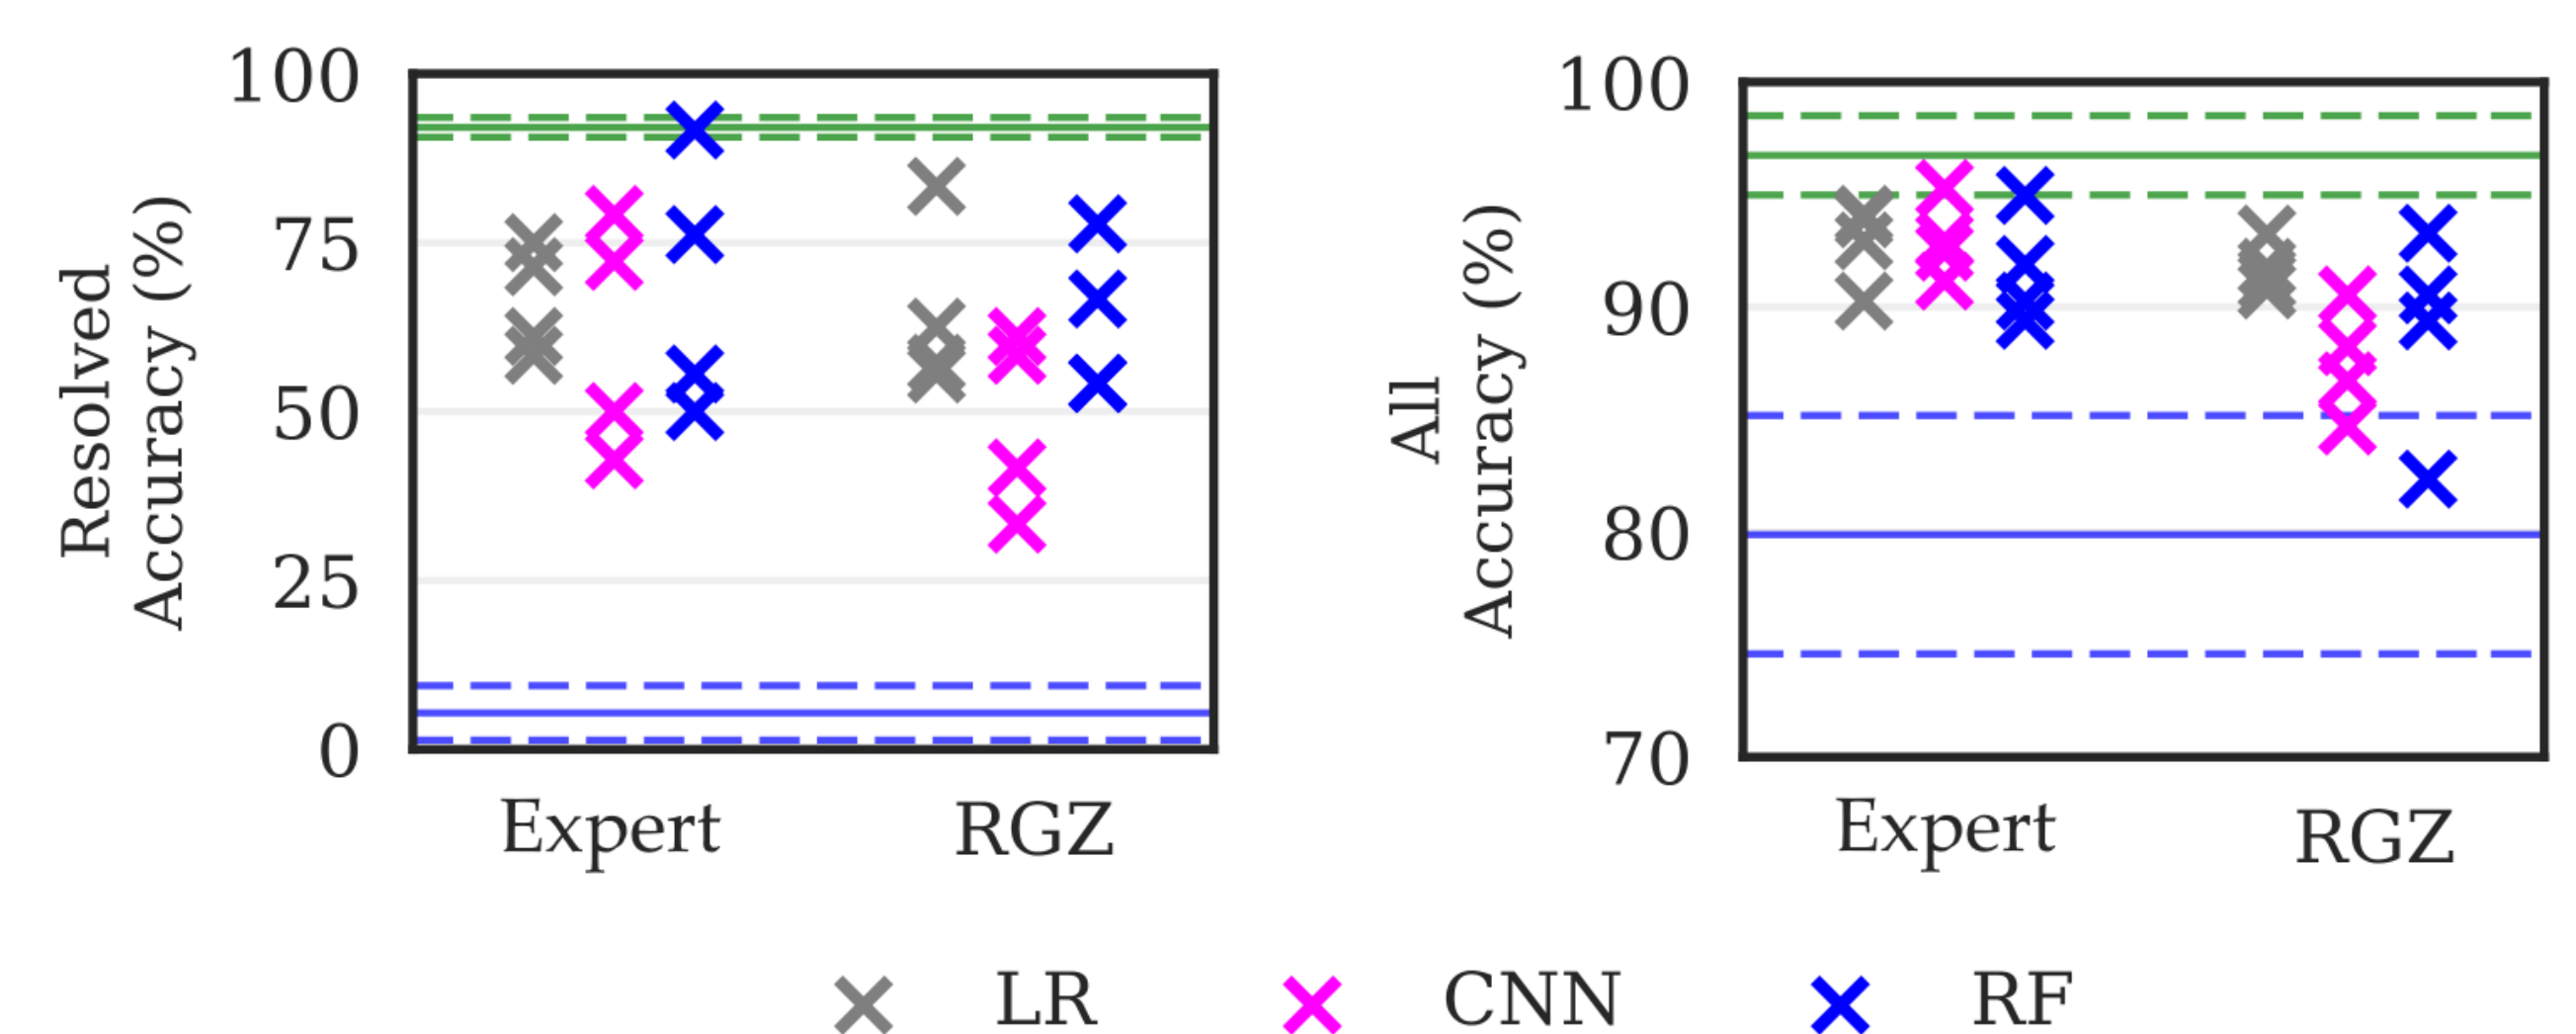 Resolved
Accuracy (%)
100
75
50
25
0
Expert
RGZ
All
Accuracy (%)
100
90
80
70
Expert
RGZ
LR
CNN
RF